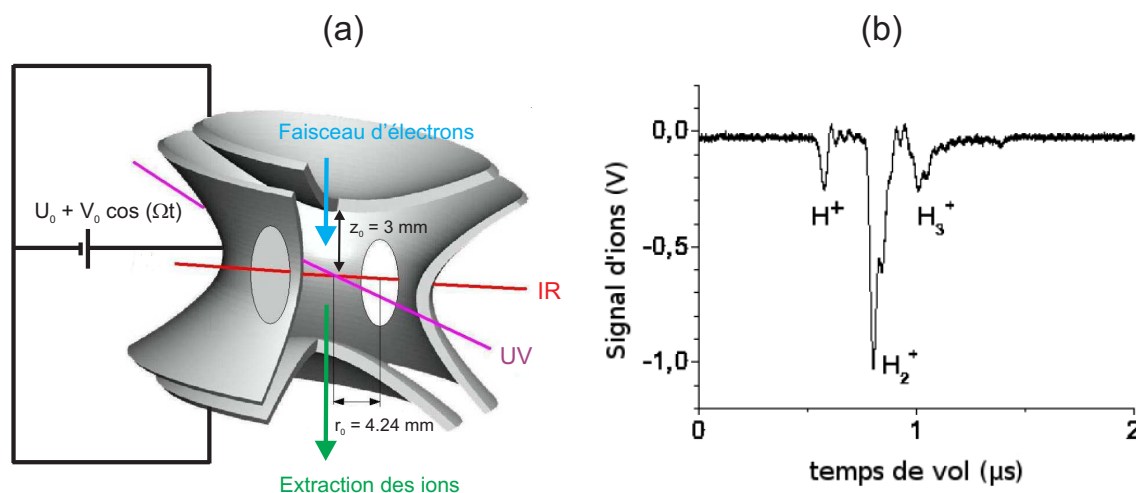 (a)
Faisceau d'électrons
U₀ + V₀ cos (Ωt)
z₀ = 3 mm
IR
UV
r₀ = 4.24 mm
Extraction des ions
(b)
Signal d'ions (V)
0,0
-0,5
-1,0
H⁺
H₂⁺
H₃⁺
0
1
2
temps de vol (µs)